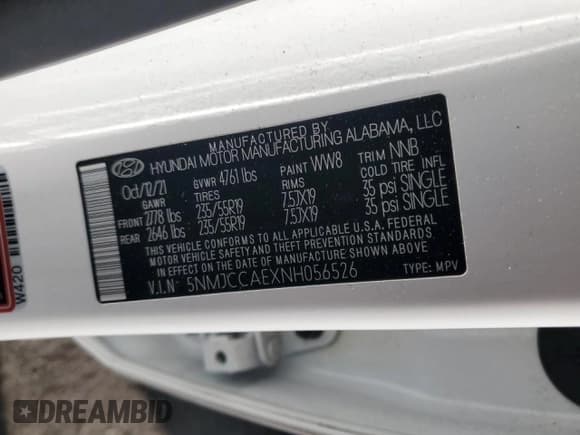 MANUFACTURED BY
HYUNDAI MOTOR MANUFACTURING ALABAMA, LLC
Oct/12/21 GVWR 4761 lbs PAINT WW8 TRIM NNB
GAWR TIRES RIMS COLD TIRE INFL
FRONT 2778 lbs 235/55R19 7.5JX19 35 psi SINGLE
REAR 2646 lbs 235/55R19 7.5JX19 35 psi SINGLE
THIS VEHICLE CONFORMS TO ALL APPLICABLE U.S.A. FEDERAL
MOTOR VEHICLE SAFETY AND THEFT PREVENTION STANDARDS
IN EFFECT ON THE DATE OF MANUFACTURE SHOWN ABOVE.
V.I.N 5NMJCCAEXNH056526 TYPE: MPV
W420
DREAMBID